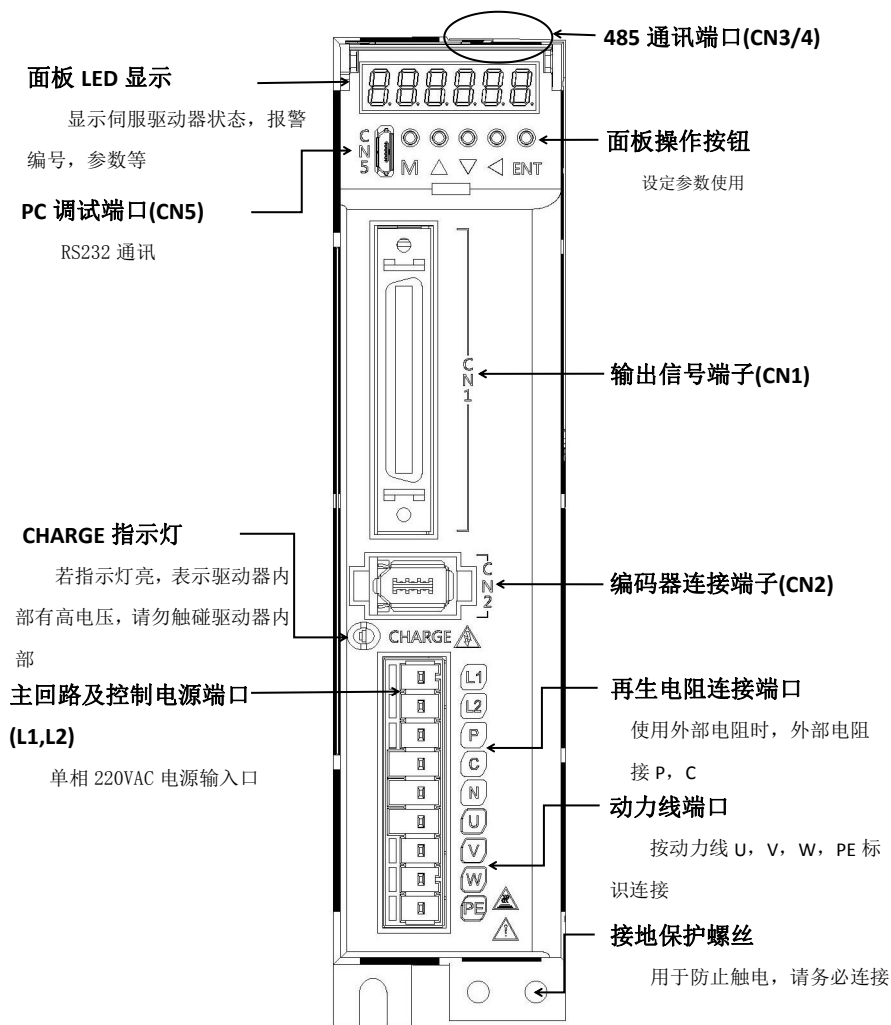 485 通讯端口(CN3/4)
面板 LED 显示
显示伺服驱动器状态，报警
编号，参数等
PC 调试端口(CN5)
RS232 通讯
CN5
M △ ▽ ◁ ENT
面板操作按钮
设定参数使用
CN1
输出信号端子(CN1)
CHARGE 指示灯
若指示灯亮，表示驱动器内
部有高电压，请勿触碰驱动器内
部
CN2
编码器连接端子(CN2)
CHARGE
主回路及控制电源端口
(L1,L2)
单相 220VAC 电源输入口
L1
L2
P
C
N
U
V
W
PE
再生电阻连接端口
使用外部电阻时，外部电阻
接 P，C
动力线端口
按动力线 U，V，W，PE 标
识连接
接地保护螺丝
用于防止触电，请务必连接